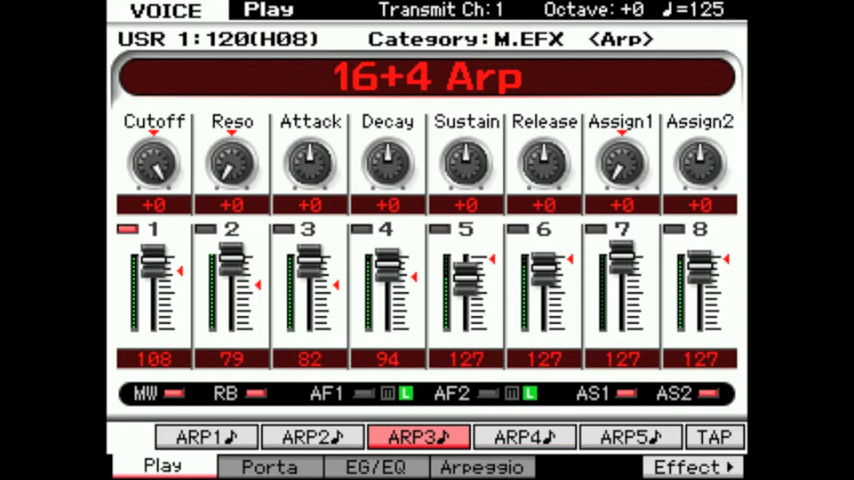 VOICE Play Transmit Ch:1 Octave:+0 ♩=125
USR 1:120(H08) Category:M.EFX <Arp>
16+4 Arp
Cutoff Reso Attack Decay Sustain Release Assign1 Assign2
+0 +0 +0 +0 +0 +0 +0 +0
1 2 3 4 5 6 7 8
108 79 82 94 127 127 127 127
MW RB AF1 m L AF2 m L AS1 AS2
ARP1♪ ARP2♪ ARP3♪ ARP4♪ ARP5♪ TAP
Play Porta EG/EQ Arpeggio Effect